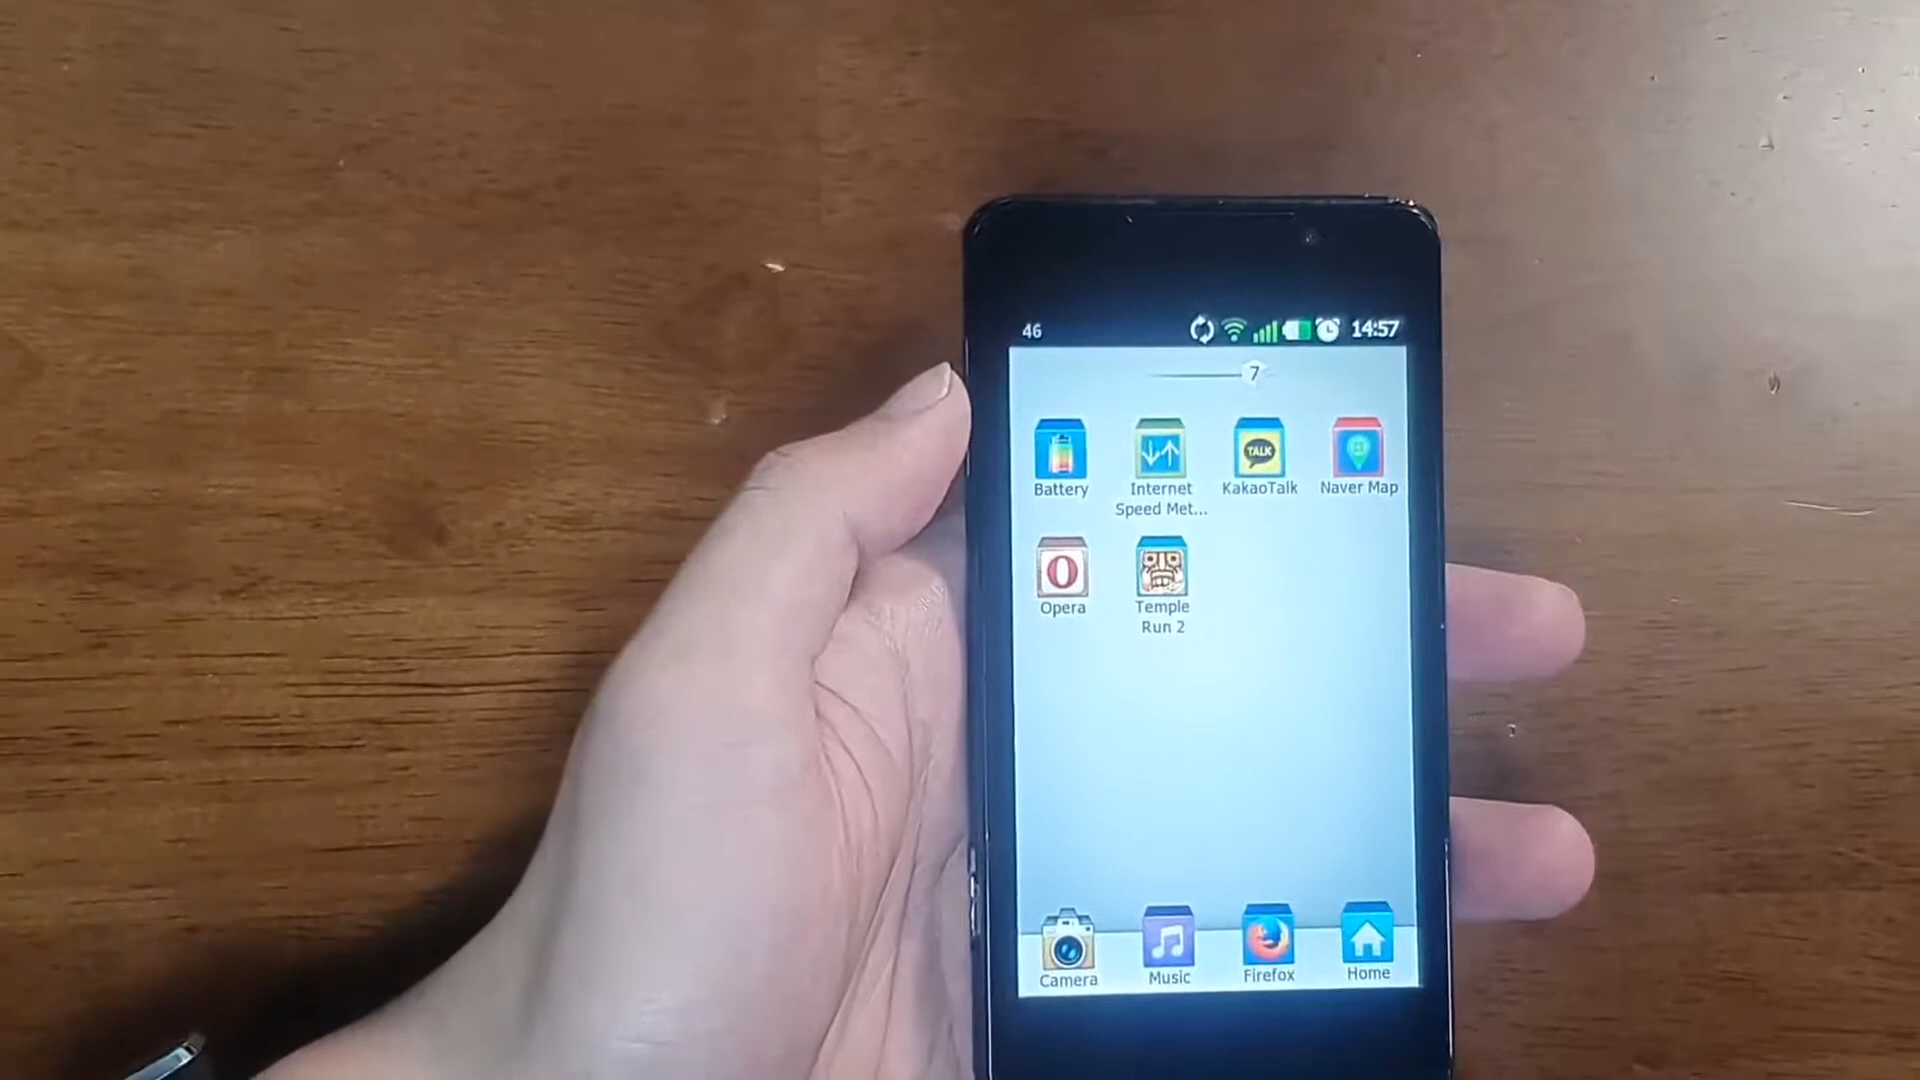 46 14:57
7
Battery Internet Speed Met... KakaoTalk Naver Map
TALK
Opera Temple Run 2
Camera Music Firefox Home